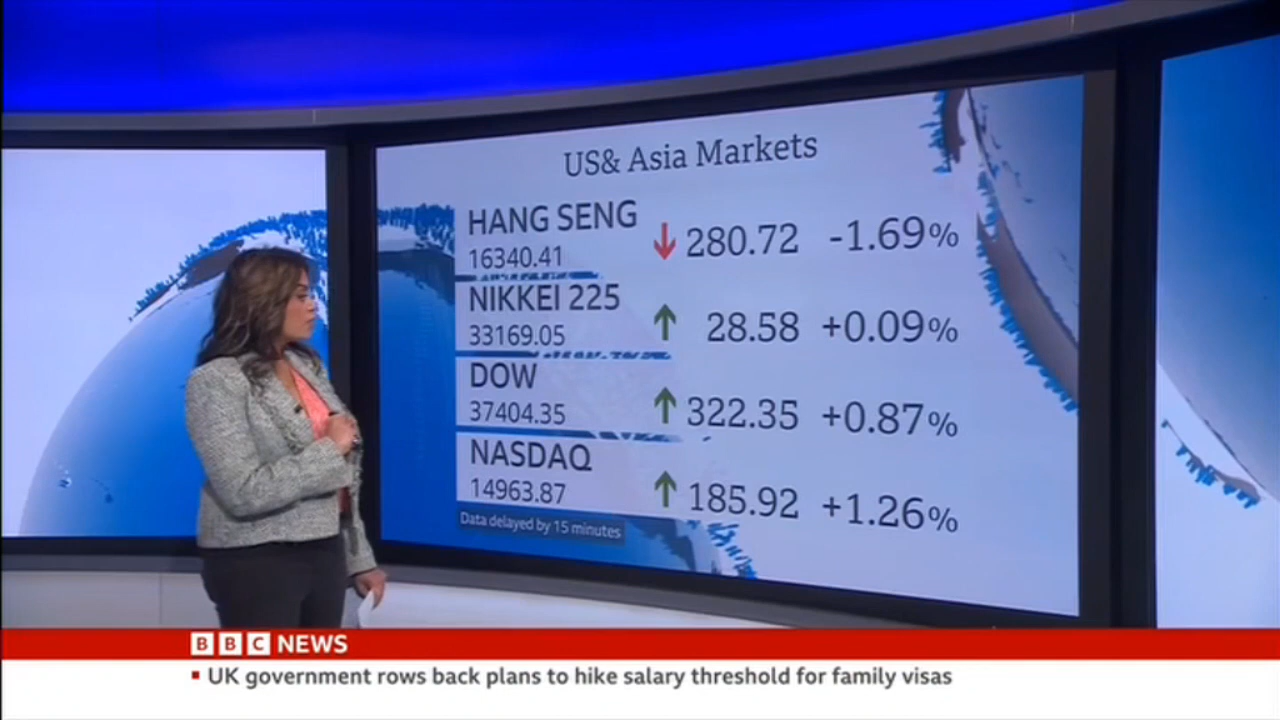 US& Asia Markets
HANG SENG
16340.41
280.72 -1.69%
NIKKEI 225
33169.05
28.58 +0.09%
DOW
37404.35
322.35 +0.87%
NASDAQ
14963.87
185.92 +1.26%
Data delayed by 15 minutes
BBC NEWS
UK government rows back plans to hike salary threshold for family visas